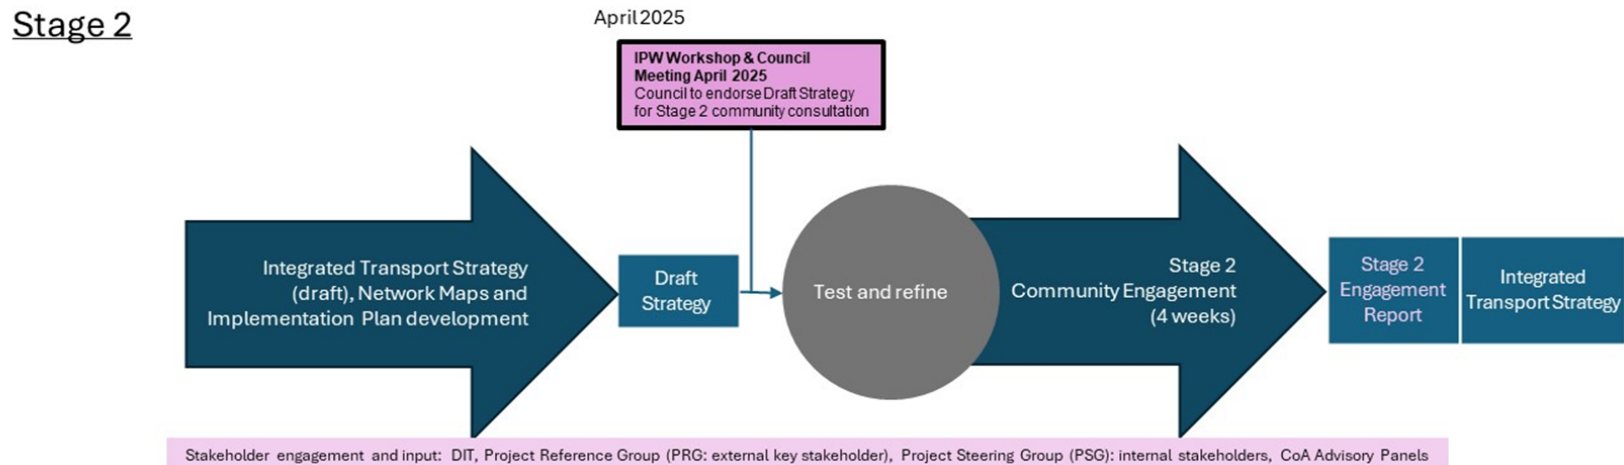 Stage 2
April 2025
IPW Workshop & Council
Meeting April 2025
Council to endorse Draft Strategy
for Stage 2 community consultation
Integrated Transport Strategy
(draft), Network Maps and
Implementation Plan development
Draft
Strategy
Test and refine
Stage 2
Community Engagement
(4 weeks)
Stage 2
Engagement
Report
Integrated
Transport Strategy
Stakeholder engagement and input: DIT, Project Reference Group (PRG: external key stakeholder), Project Steering Group (PSG): internal stakeholders, CoA Advisory Panels